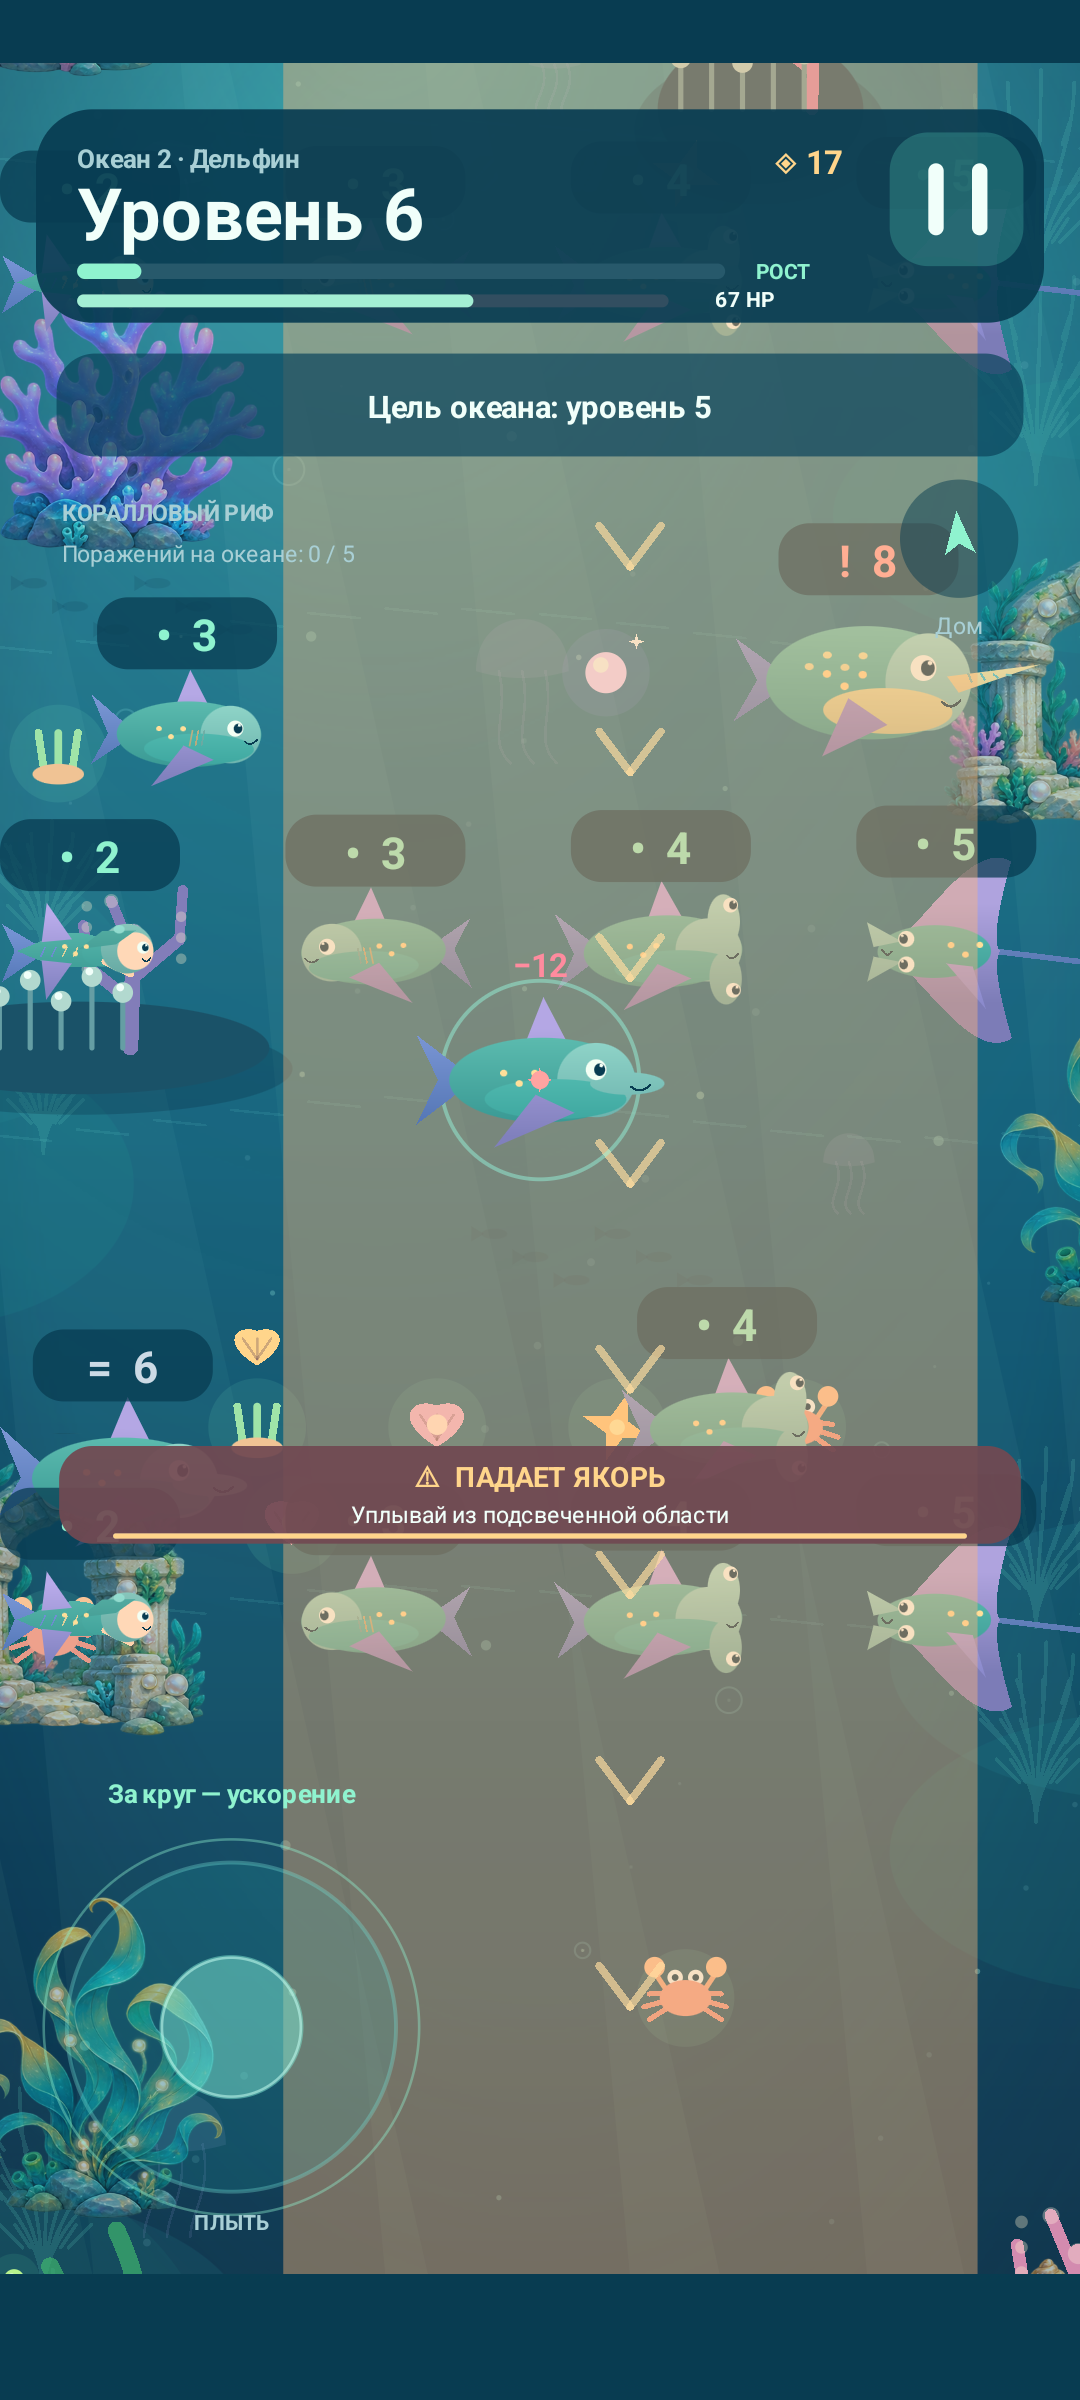 Океан 2 · Дельфин
17
Уровень 6
РОСТ
67 HP
Цель океана: уровень 5
КОРАЛЛОВЫЙ РИФ
Поражений на океане: 0 / 5
! 8
Дом
• 3
• 2
• 3
• 4
• 5
−12
• 4
= 6
⚠ ПАДАЕТ ЯКОРЬ
Уплывай из подсвеченной области
• 2
5
За круг — ускорение
ПЛЫТЬ